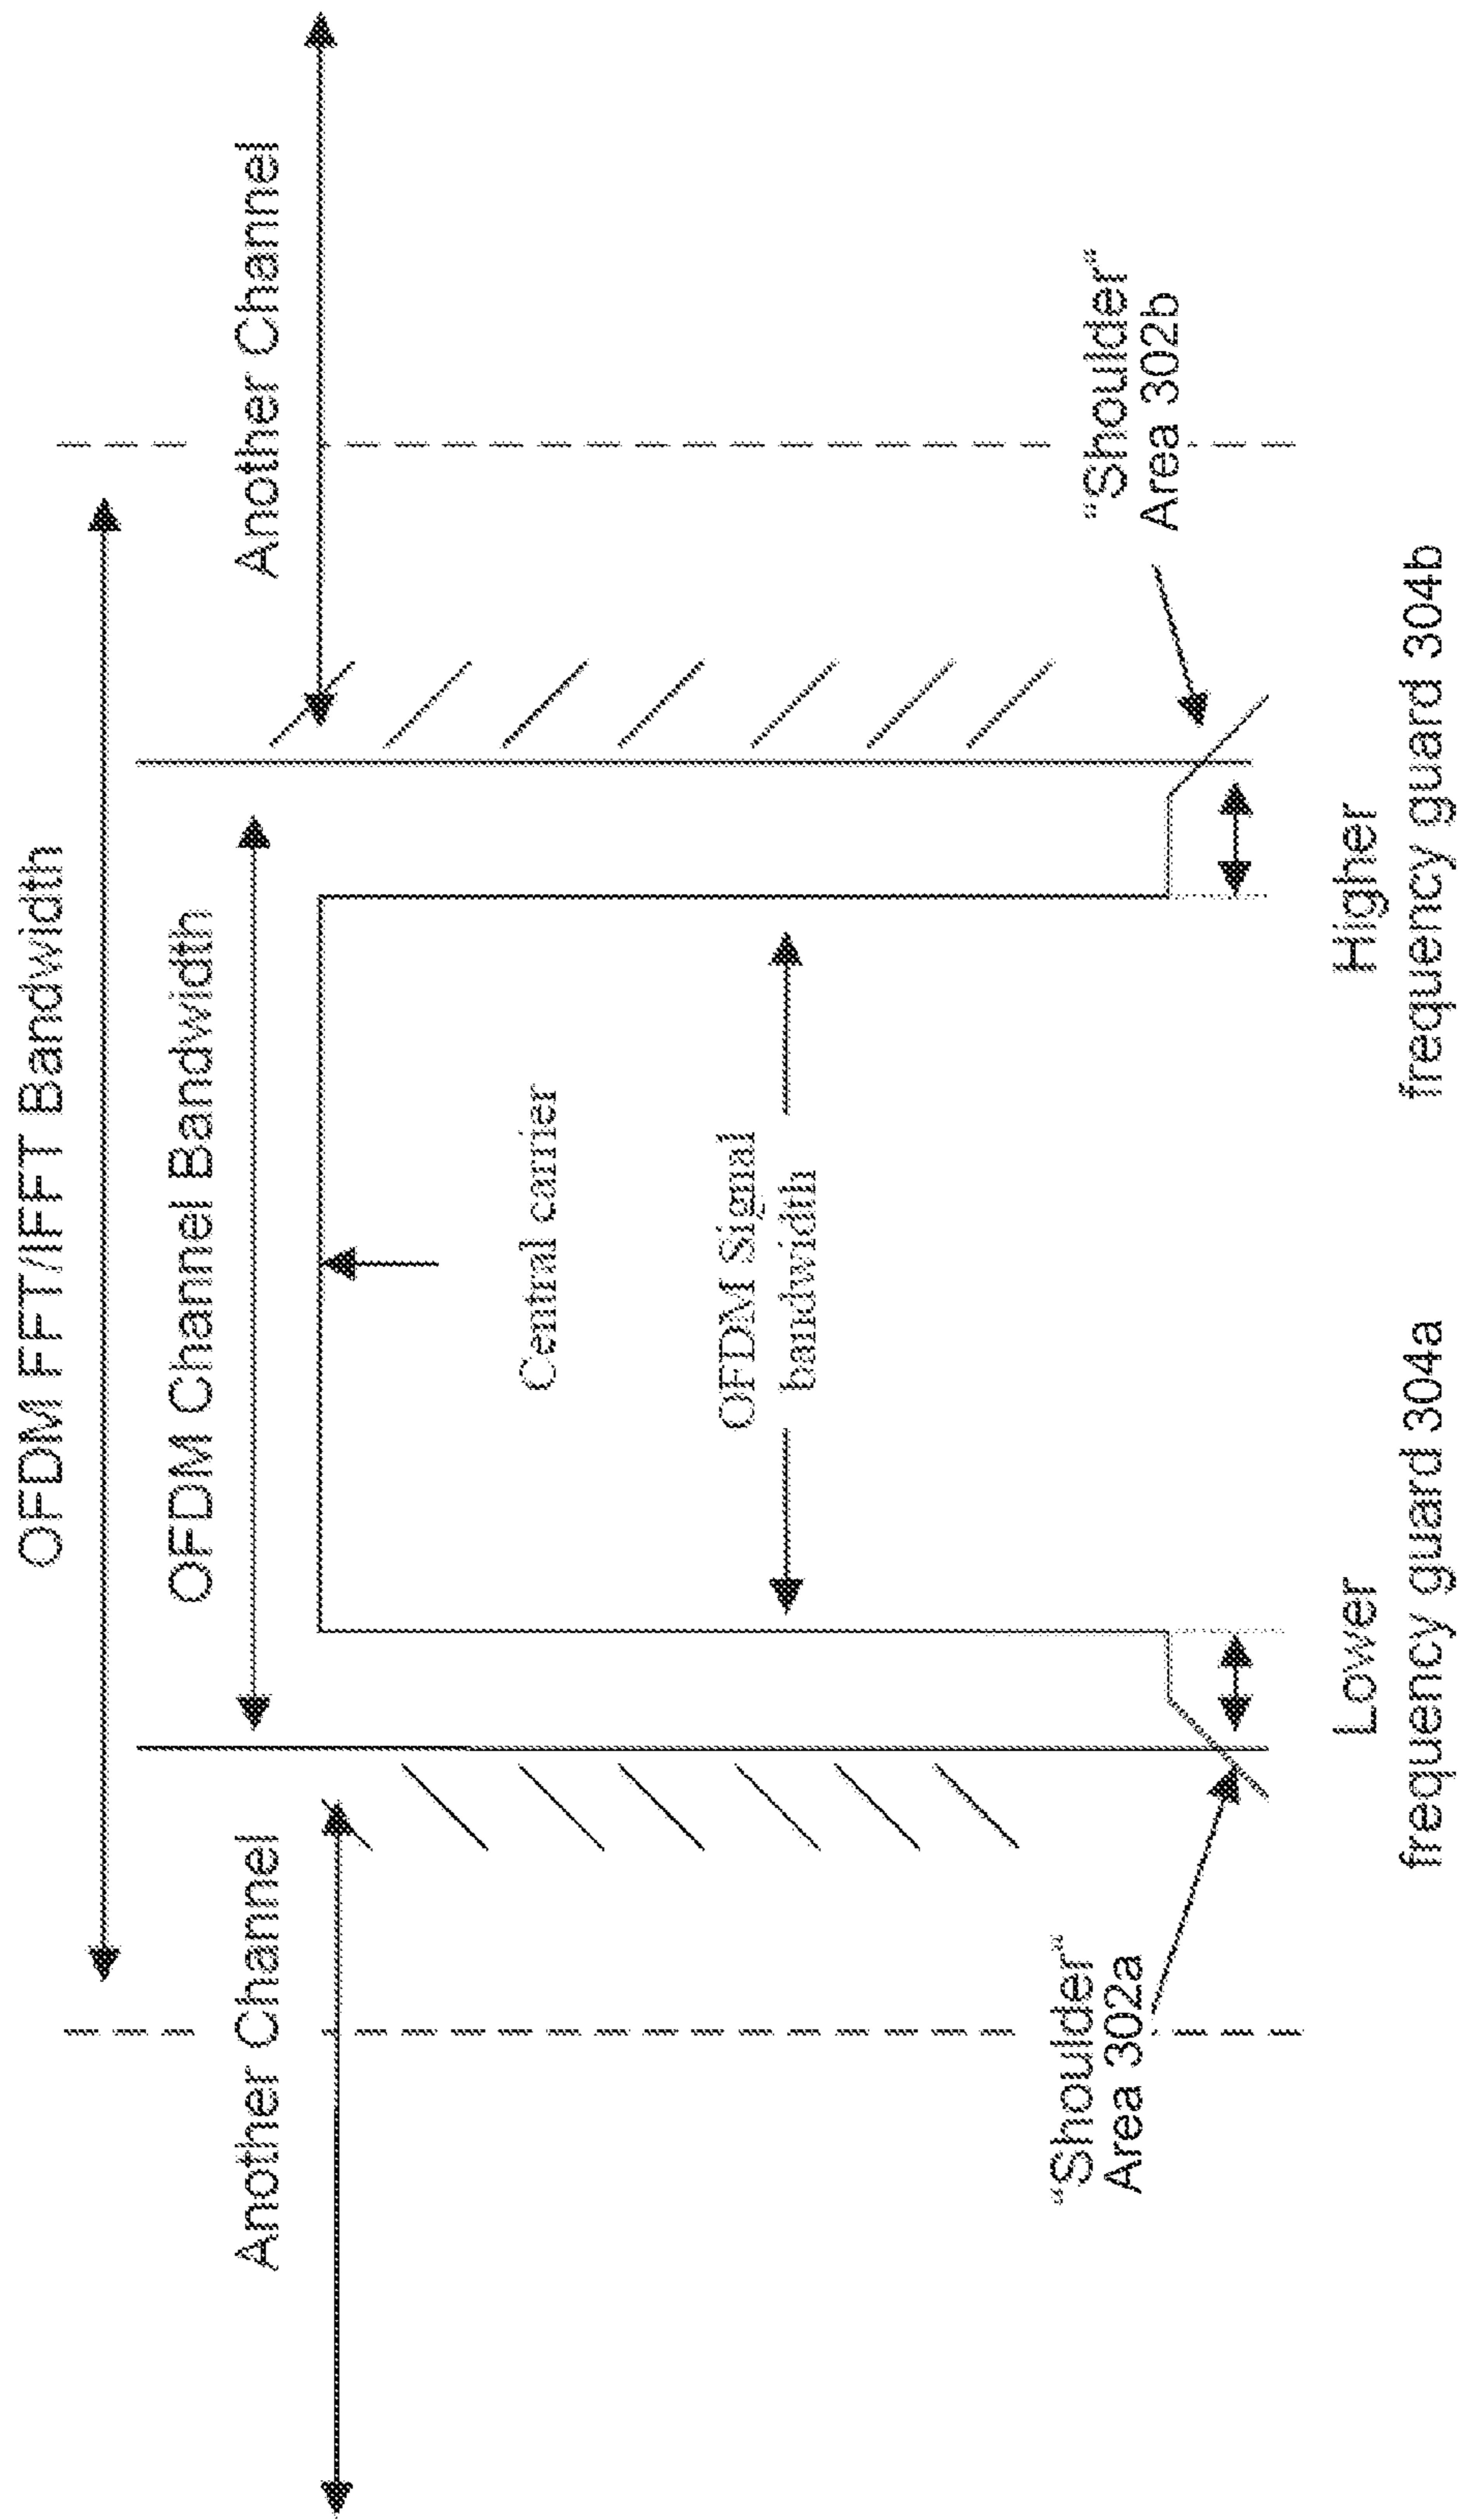 OFDM FFT/IFFT Bandwidth
OFDM Channel Bandwidth
Another Channel
Another Channel
Central carrier
OFDM Signal
bandwidth
"Shoulder"
Area 302a
"Shoulder"
Area 302b
Lower
frequency guard 304a
Higher
frequency guard 304b